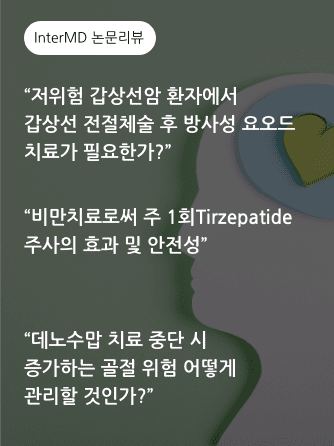 InterMD 논문리뷰
“저위험 갑상선암 환자에서
갑상선 전절제술 후 방사성 요오드
치료가 필요한가?”
“비만치료로써 주 1회Tirzepatide
주사의 효과 및 안전성”
“데노수맙 치료 중단 시
증가하는 골절 위험 어떻게
관리할 것인가?”